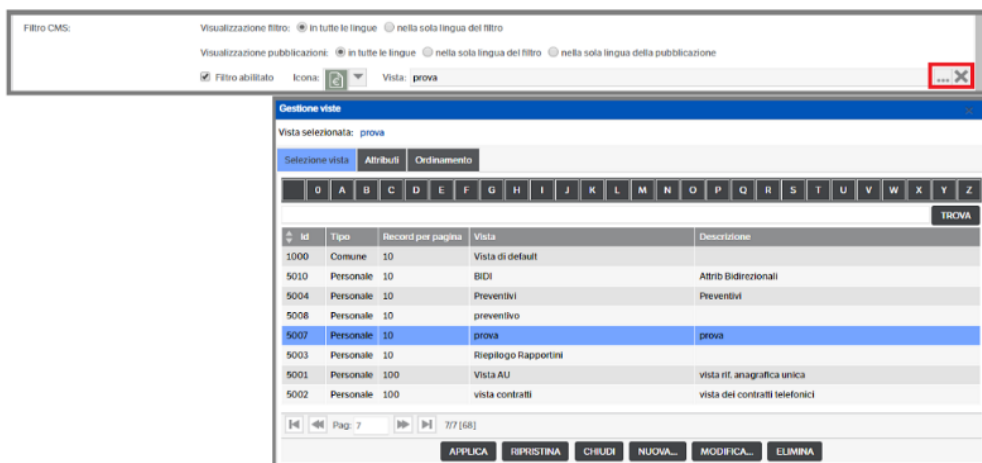 Filtro CMS: Visualizzazione filtro: in tutte le lingue nella sola lingua del filtro
Visualizzazione pubblicazioni: in tutte le lingue nella sola lingua del filtro nella sola lingua della pubblicazione
Filtro abilitato Icona: Vista: prova ...
Gestione viste
Vista selezionata: prova
Selezione vista Attributi Ordinamento
0 A B C D E F G H I J K L M N O P Q R S T U V W X Y Z
TROVA
Id Tipo Record per pagina Vista Descrizione
1000 Comune 10 Vista di default
5010 Personale 10 BIDI Attrib Bidirezionali
5004 Personale 10 Preventivi Preventivi
5008 Personale 10 preventivo
5007 Personale 10 prova prova
5003 Personale 10 Riepilogo Rapportini
5001 Personale 100 Vista AU vista rif. anagrafica unica
5002 Personale 100 vista contratti vista dei contratti telefonici
Pag: 7 7/7 [68]
APPLICA RIPRISTINA CHIUDI NUOVA... MODIFICA... ELIMINA